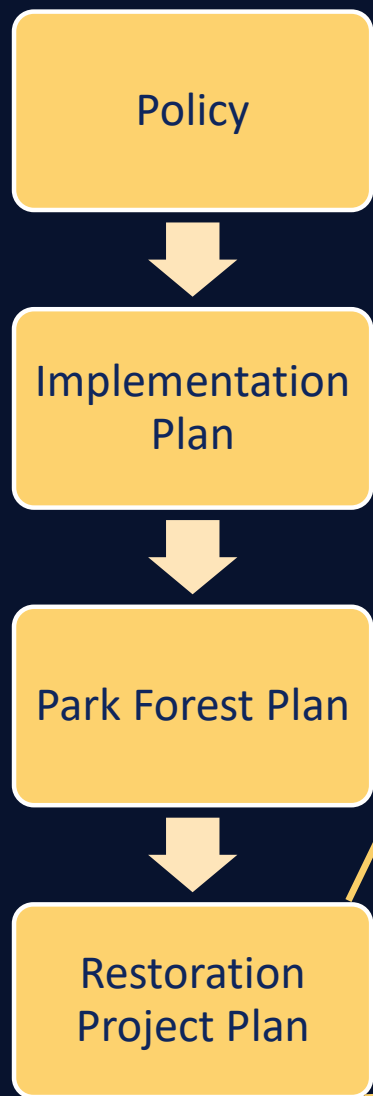 Policy
Implementation
Plan
Park Forest Plan
Restoration
Project Plan